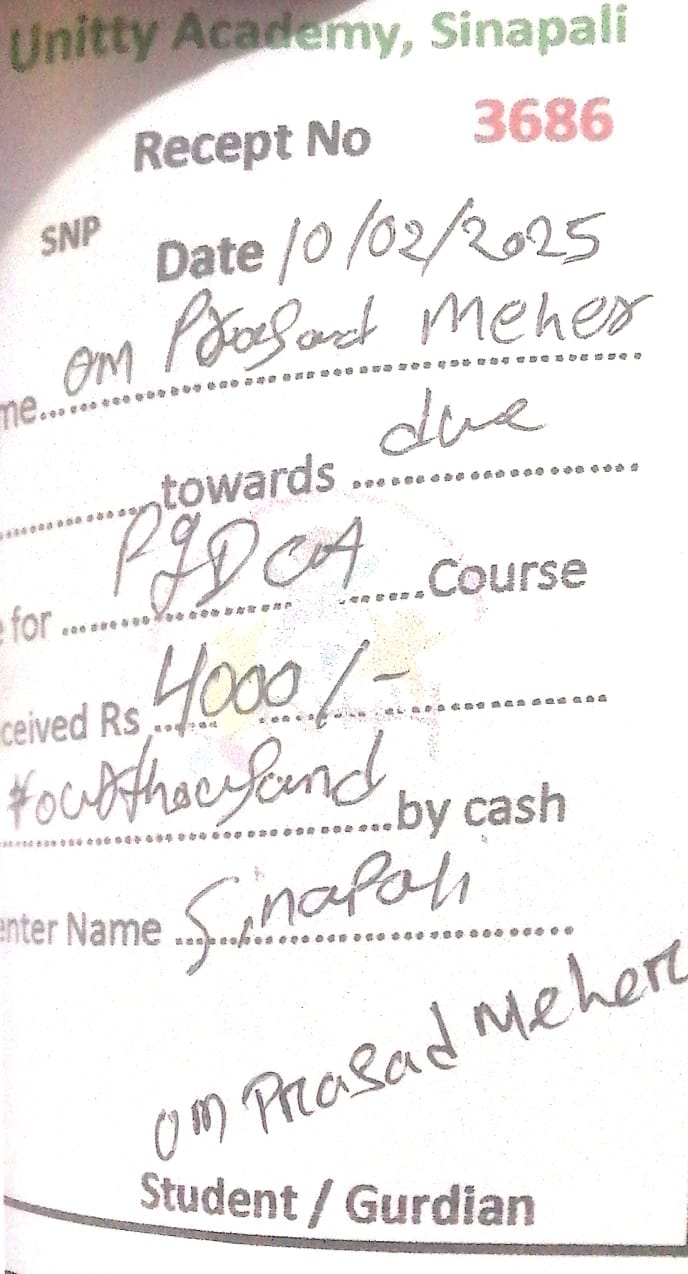 Unitty Academy, Sinapali
Recept No 3686
SNP Date 10/02/2025
me... om Prasad Meher
towards due
for PGDCA Course
ceived Rs 4000/-
Fourthousand by cash
enter Name Sinapali
om Prasad Meher
Student / Gurdian